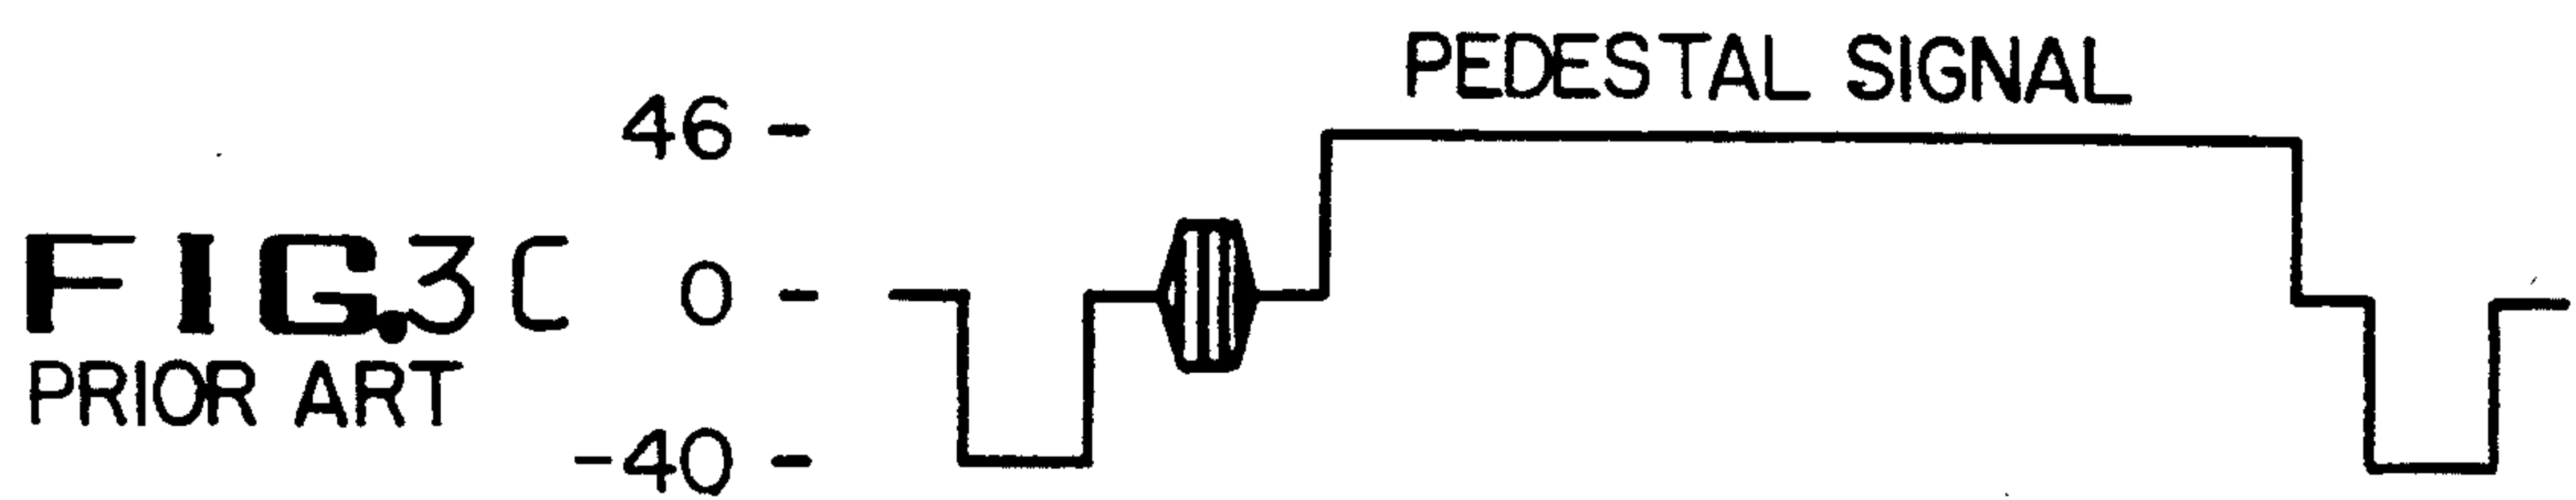 PEDESTAL SIGNAL
46 -
FIG.3C
0 -
PRIOR ART
-40 -